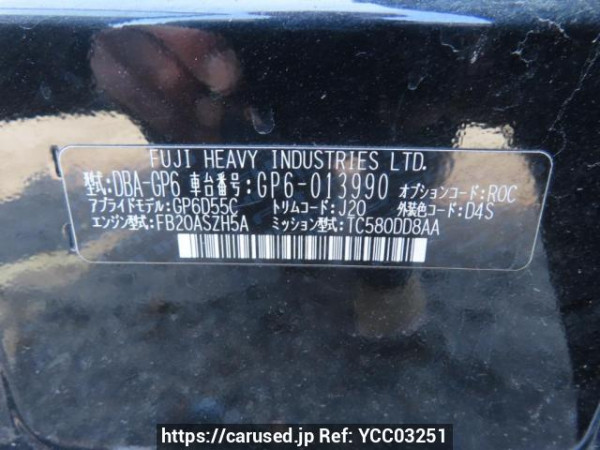 FUJI HEAVY INDUSTRIES LTD.
型式:DBA-GP6 車台番号:GP6-013990 オプションコード:ROC
アプライドモデル:GP6D55C トリムコード:J20 外装色コード:D4S
エンジン型式:FB20ASZH5A ミッション型式:TC580DD8AA
https://carused.jp Ref: YCC03251